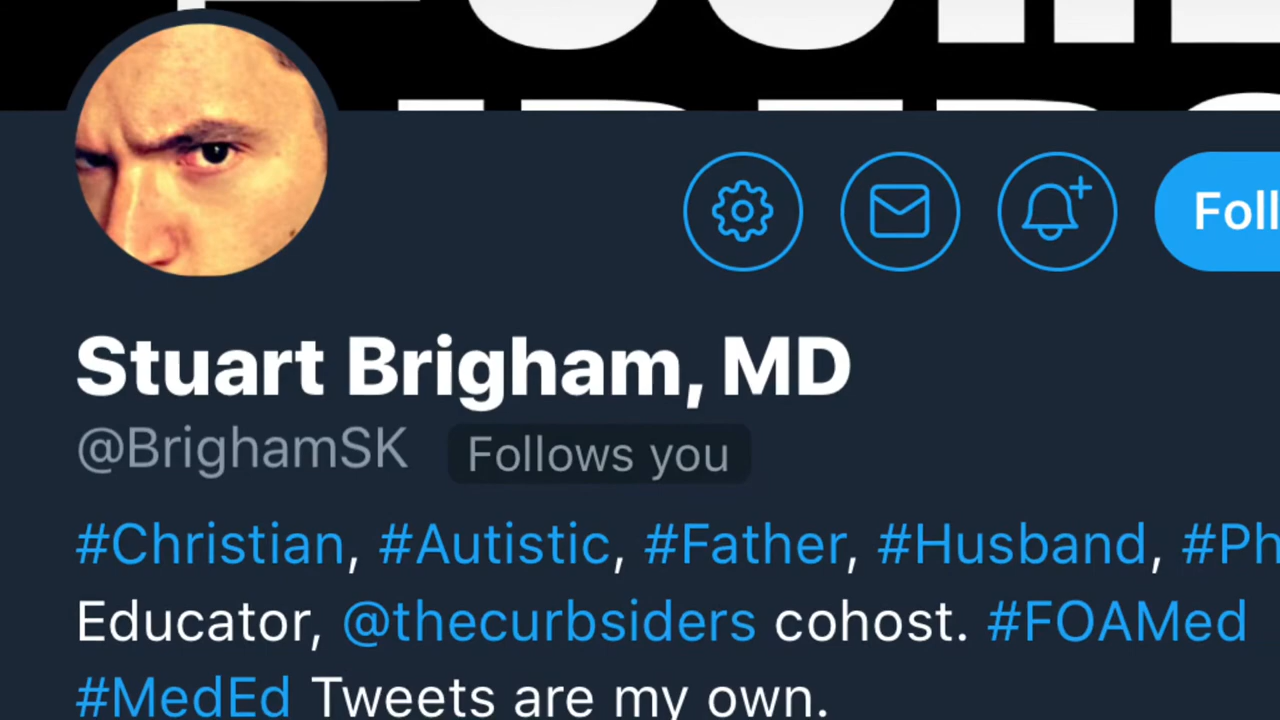 Stuart Brigham, MD
@BrighamSK Follows you
#Christian, #Autistic, #Father, #Husband,
Educator, @thecurbsiders cohost. #FOAMed
#MedEd Tweets are my own.